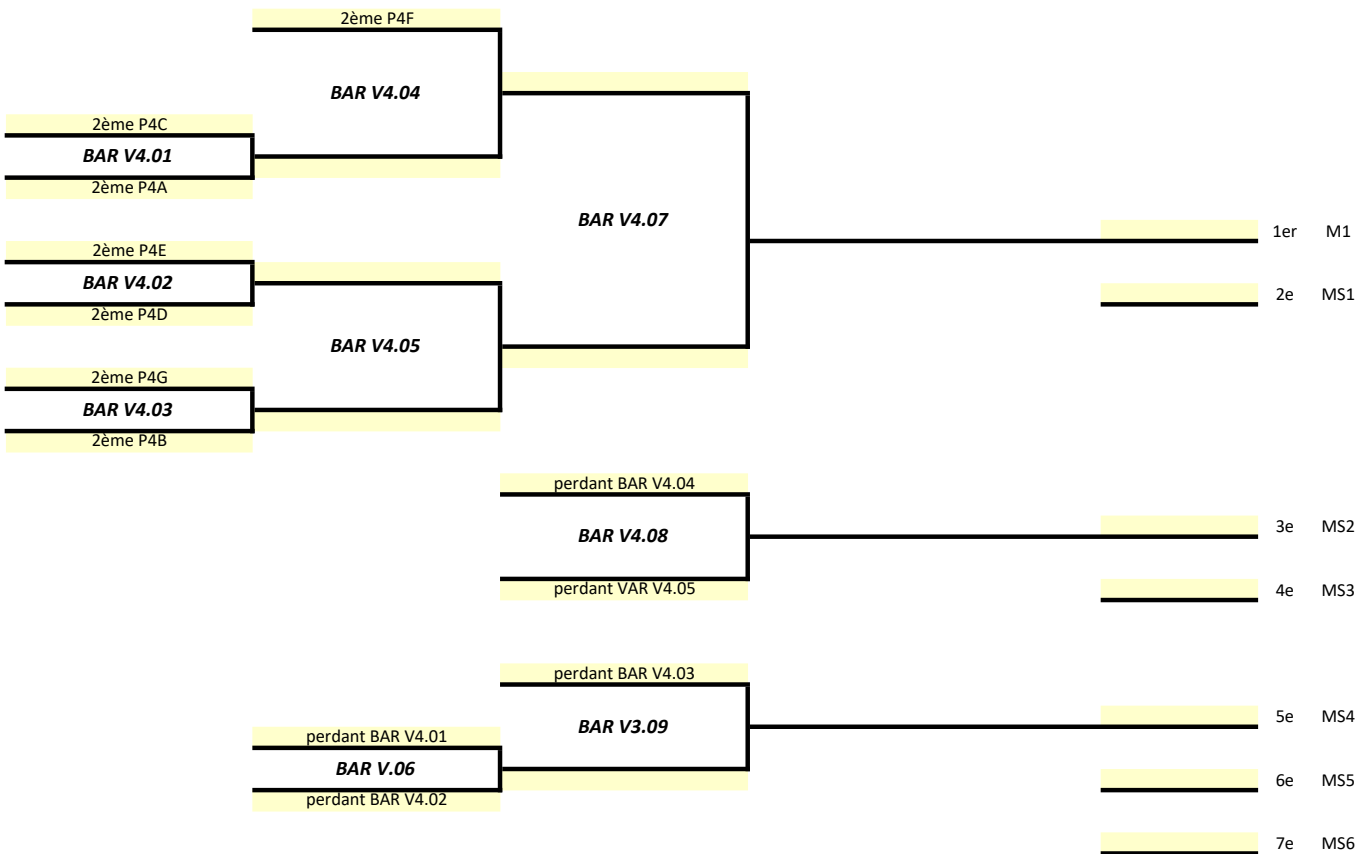 2ème P4F
BAR V4.04
2ème P4C
BAR V4.01
2ème P4A
BAR V4.07
1er M1
2ème P4E
BAR V4.02
2e MS1
2ème P4D
BAR V4.05
2ème P4G
BAR V4.03
2ème P4B
perdant BAR V4.04
BAR V4.08
3e MS2
perdant VAR V4.05
4e MS3
perdant BAR V4.03
BAR V3.09
5e MS4
perdant BAR V4.01
BAR V.06
6e MS5
perdant BAR V4.02
7e MS6